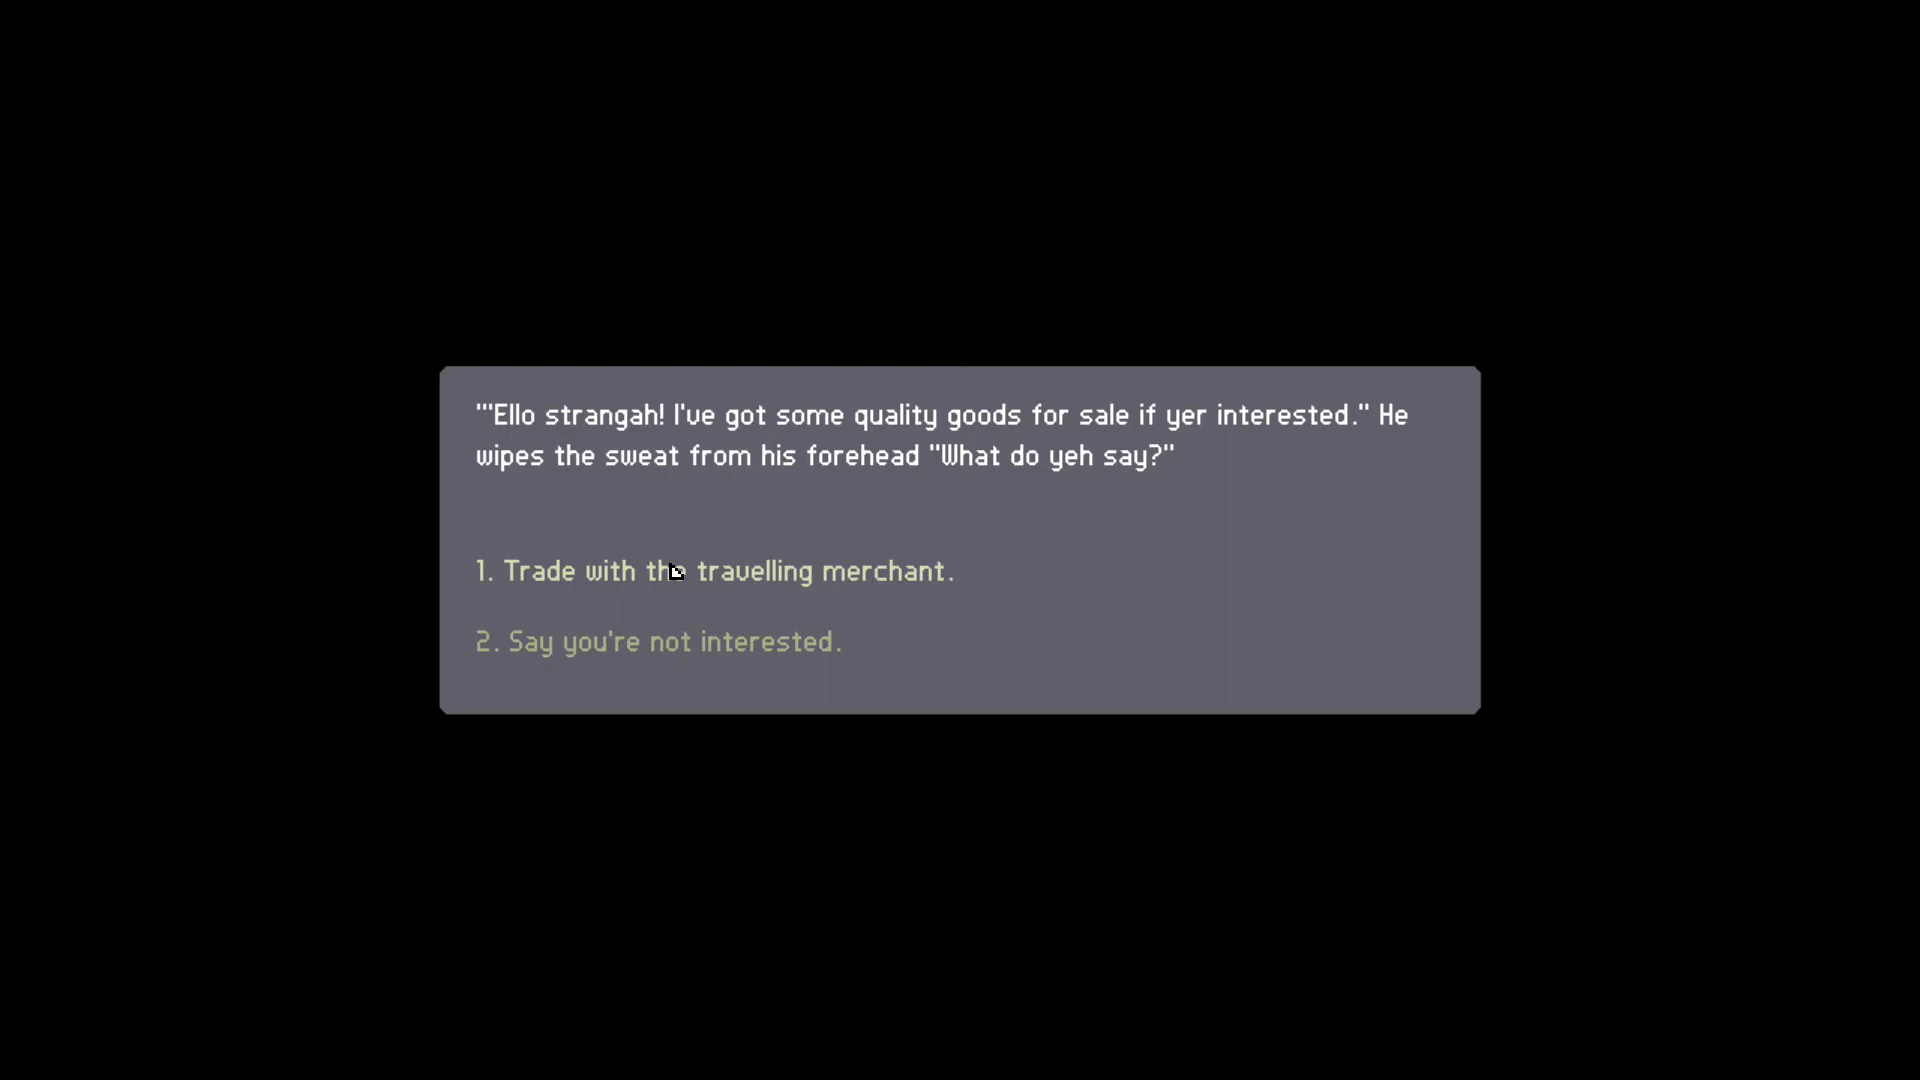 "'Ello strangah! I've got some quality goods for sale if yer interested." He
wipes the sweat from his forehead "What do yeh say?"
1. Trade with the travelling merchant.
2. Say you're not interested.